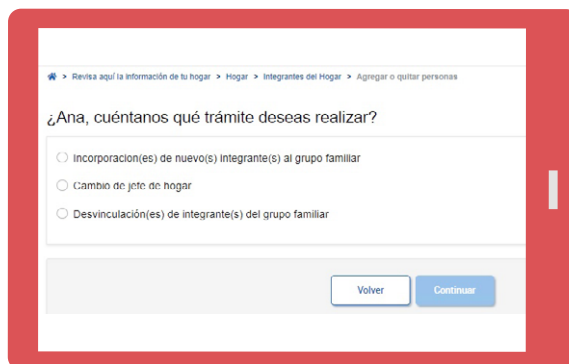 > Revisa aquí la información de tu hogar > Hogar > Integrantes del Hogar > Agregar o quitar personas
¿Ana, cuéntanos qué trámite deseas realizar?
Incorporacion(es) de nuevo(s) integrante(s) al grupo familiar
Cambio de jefe de hogar
Desvinculación(es) de integrante(s) del grupo familiar
Volver Continuar